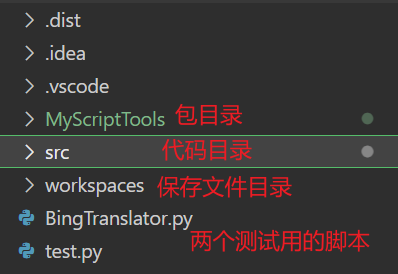 .dist
.idea
.vscode
MyScriptTools 包目录
src 代码目录
workspaces 保存文件目录
BingTranslator.py
test.py 两个测试用的脚本